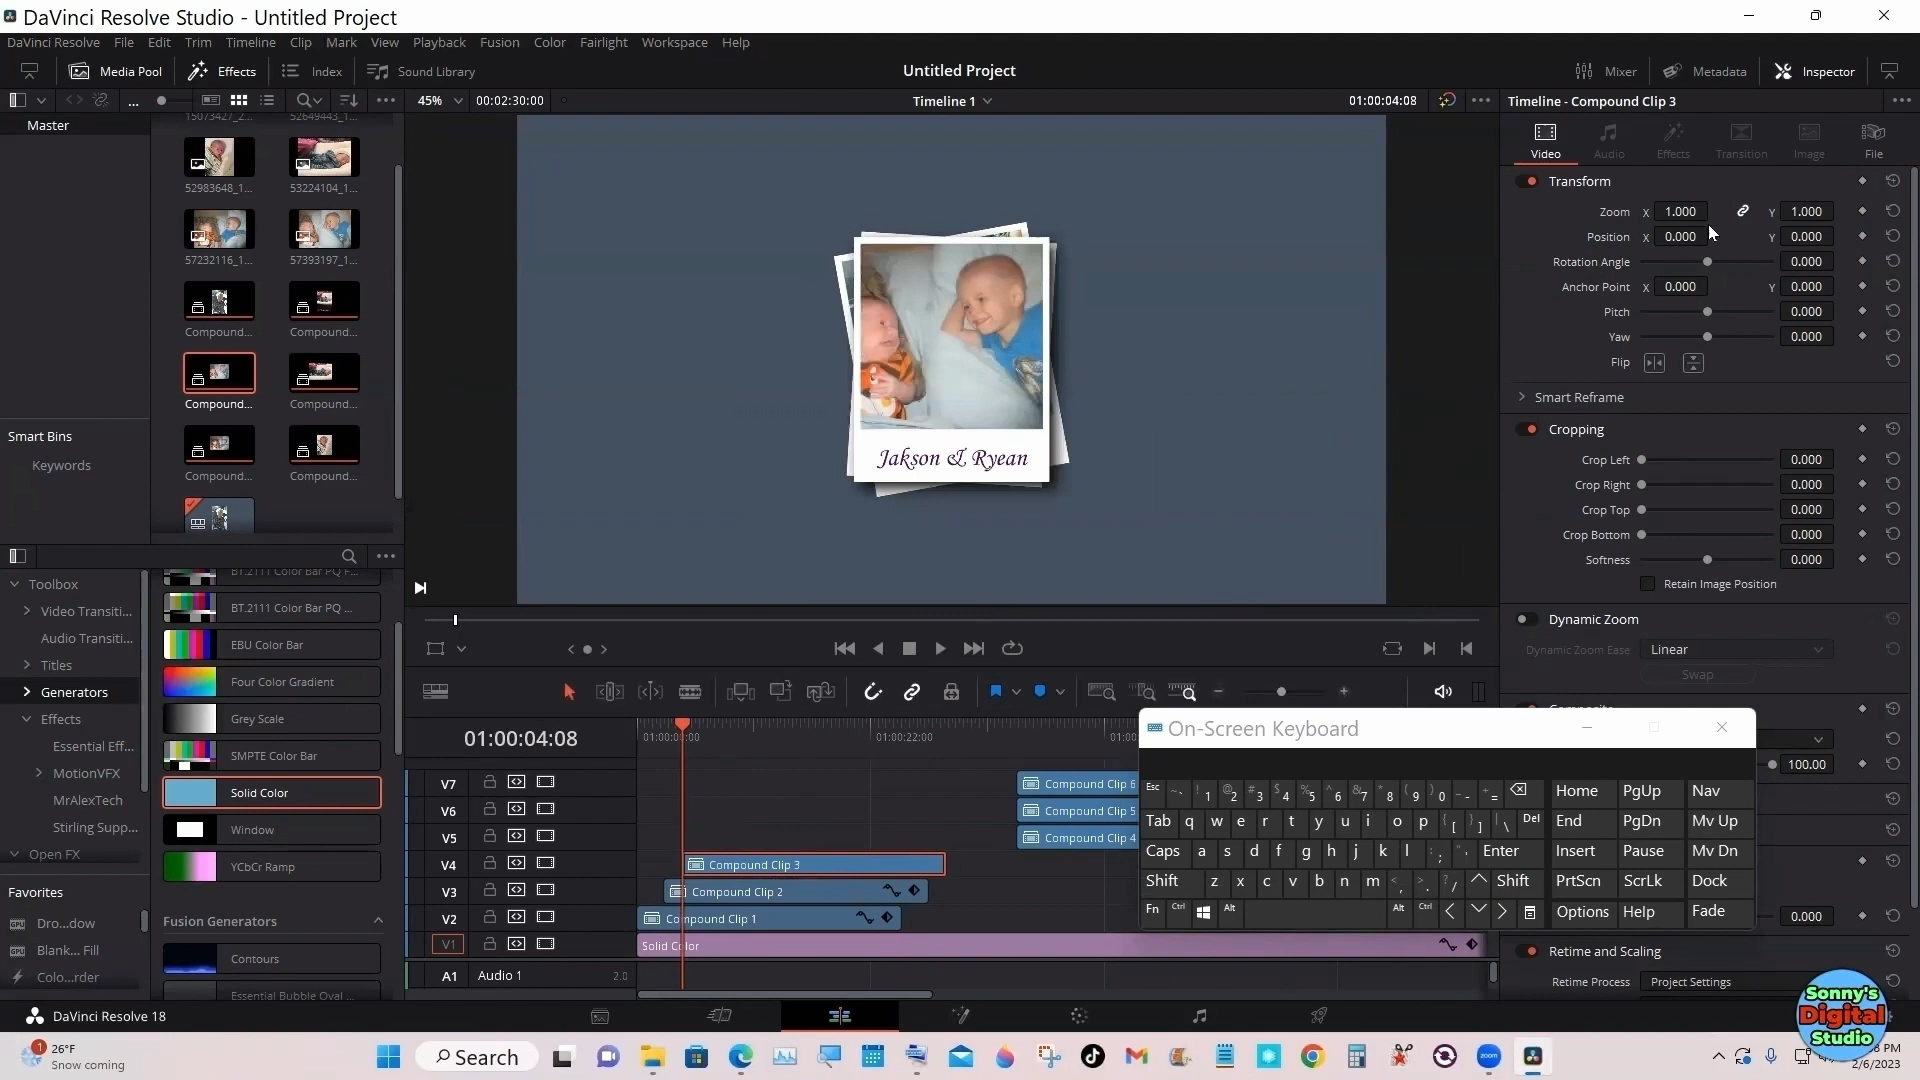 DaVinci Resolve Studio - Untitled Project
DaVinci Resolve File Edit Trim Timeline Clip Mark View Playback Fusion Color Fairlight Workspace Help
Media Pool Effects Index Sound Library Untitled Project Mixer Metadata Inspector
45% 00:02:30:00 Timeline 1 01:00:04:08 Timeline - Compound Clip 3
Master
15073427_2... 52649443_1...
52983648_1... 53224104_1...
57232116_1... 57393197_1...
Compound... Compound...
Compound... Compound...
Compound... Compound...
Smart Bins
Keywords
Jakson & Ryean
Video Audio Effects Transition Image File
Transform
Zoom X 1.000 Y 1.000
Position X 0.000 Y 0.000
Rotation Angle 0.000
Anchor Point X 0.000 Y 0.000
Pitch 0.000
Yaw 0.000
Flip
Smart Reframe
Cropping
Crop Left 0.000
Crop Right 0.000
Crop Top 0.000
Crop Bottom 0.000
Softness 0.000
Retain Image Position
Dynamic Zoom
Dynamic Zoom Ease Linear
Swap
100.00
0.000
Retime and Scaling
Retime Process Project Settings
Toolbox
Video Transiti...
Audio Transiti...
Titles
Generators
Effects
Essential Eff...
MotionVFX
MrAlexTech
Stirling Supp...
Open FX
Favorites
Dro...dow
Blank... Fill
Colo...rder
BT.2111 Color Bar PQ F...
BT.2111 Color Bar PQ ...
EBU Color Bar
Four Color Gradient
Grey Scale
SMPTE Color Bar
Solid Color
Window
YCbCr Ramp
Fusion Generators
Contours
Essential Bubble Oval ...
01:00:04:08 01:00:00:00 01:00:22:00 01:00
V7 Compound Clip 6
V6 Compound Clip 5
V5 Compound Clip 4
V4 Compound Clip 3
V3 Compound Clip 2
V2 Compound Clip 1
V1 Solid Color
A1 Audio 1 2.0
On-Screen Keyboard
Esc ~ ` ! 1 @ 2 # 3 $ 4 % 5 ^ 6 & 7 * 8 ( 9 ) 0 _ - + = Home PgUp Nav
Tab q w e r t y u i o p { [ } ] | \ Del End PgDn Mv Up
Caps a s d f g h j k l : ; " ' Enter Insert Pause Mv Dn
Shift z x c v b n m < , > . ? / Shift PrtScn ScrLk Dock
Fn Ctrl Alt Alt Ctrl Options Help Fade
DaVinci Resolve 18
Sonny's
Digital
Studio
1 26°F
Snow coming
Search
zoom
PM
2/6/2023